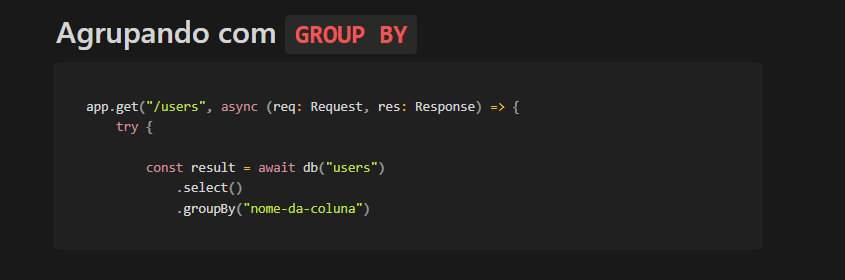 Agrupando com GROUP BY
app.get("/users", async (req: Request, res: Response) => {
    try {
        const result = await db("users")
            .select()
            .groupBy("nome-da-coluna")